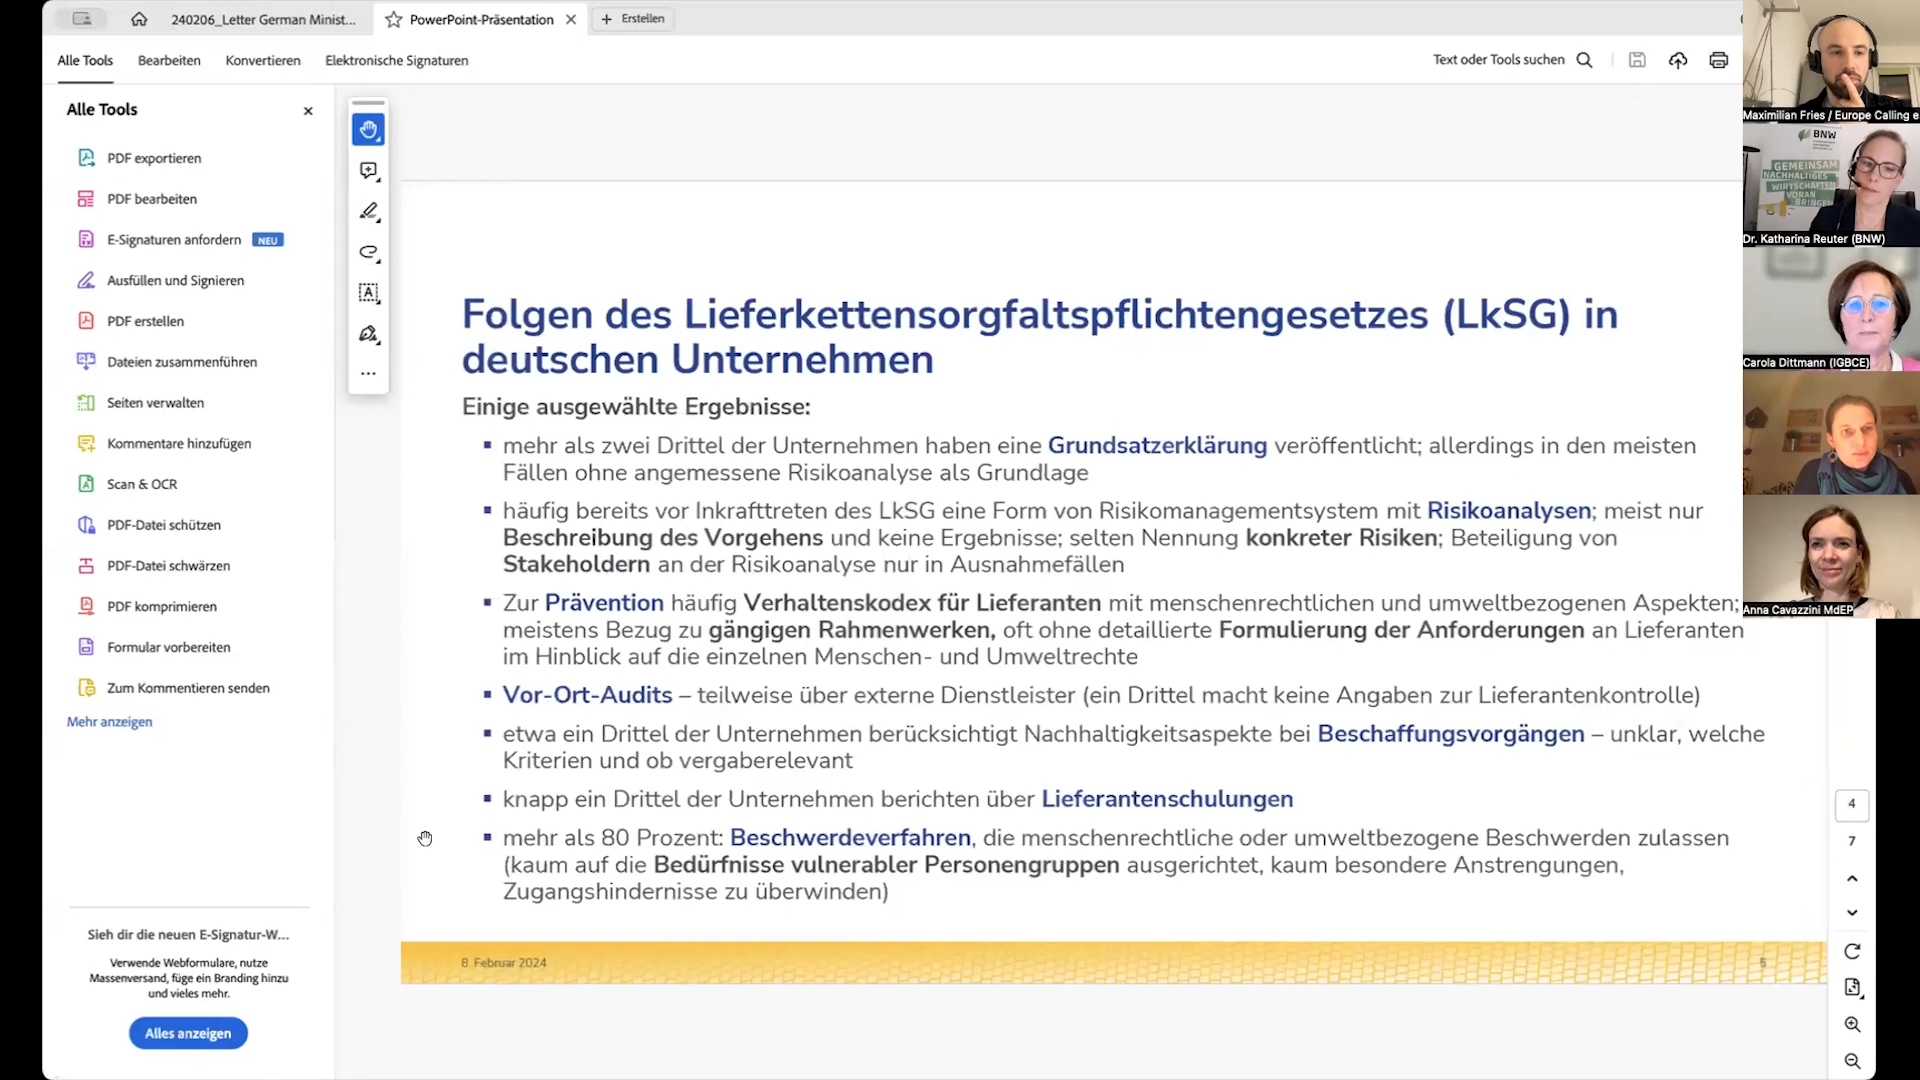 240206_Letter German Minist...
PowerPoint-Präsentation
Erstellen
Alle Tools
Bearbeiten
Konvertieren
Elektronische Signaturen
Text oder Tools suchen
Alle Tools
PDF exportieren
PDF bearbeiten
E-Signaturen anfordern NEU
Ausfüllen und Signieren
PDF erstellen
Dateien zusammenführen
Seiten verwalten
Kommentare hinzufügen
Scan & OCR
PDF-Datei schützen
PDF-Datei schwärzen
PDF komprimieren
Formular vorbereiten
Zum Kommentieren senden
Mehr anzeigen
Sieh dir die neuen E-Signatur-W...
Verwende Webformulare, nutze
Massenversand, füge ein Branding hinzu
und vieles mehr.
Alles anzeigen
Folgen des Lieferkettensorgfaltspflichtengesetzes (LkSG) in
deutschen Unternehmen
Einige ausgewählte Ergebnisse:
▪ mehr als zwei Drittel der Unternehmen haben eine Grundsatzerklärung veröffentlicht; allerdings in den meisten
Fällen ohne angemessene Risikoanalyse als Grundlage
▪ häufig bereits vor Inkrafttreten des LkSG eine Form von Risikomanagementsystem mit Risikoanalysen; meist nur
Beschreibung des Vorgehens und keine Ergebnisse; selten Nennung konkreter Risiken; Beteiligung von
Stakeholdern an der Risikoanalyse nur in Ausnahmefällen
▪ Zur Prävention häufig Verhaltenskodex für Lieferanten mit menschenrechtlichen und umweltbezogenen Aspekten;
meistens Bezug zu gängigen Rahmenwerken, oft ohne detaillierte Formulierung der Anforderungen an Lieferanten
im Hinblick auf die einzelnen Menschen- und Umweltrechte
▪ Vor-Ort-Audits – teilweise über externe Dienstleister (ein Drittel macht keine Angaben zur Lieferantenkontrolle)
▪ etwa ein Drittel der Unternehmen berücksichtigt Nachhaltigkeitsaspekte bei Beschaffungsvorgängen – unklar, welche
Kriterien und ob vergaberelevant
▪ knapp ein Drittel der Unternehmen berichten über Lieferantenschulungen
▪ mehr als 80 Prozent: Beschwerdeverfahren, die menschenrechtliche oder umweltbezogene Beschwerden zulassen
(kaum auf die Bedürfnisse vulnerabler Personengruppen ausgerichtet, kaum besondere Anstrengungen,
Zugangshindernisse zu überwinden)
8. Februar 2024
4
7
Maximilian Fries / Europe Calling e
BNW
GEMEINSAM
NACHHALTIGES
WIRTSCHAFTEN
VORAN
BRINGEN
Dr. Katharina Reuter (BNW)
Carola Dittmann (IGBCE)
Anna Cavazzini MdEP